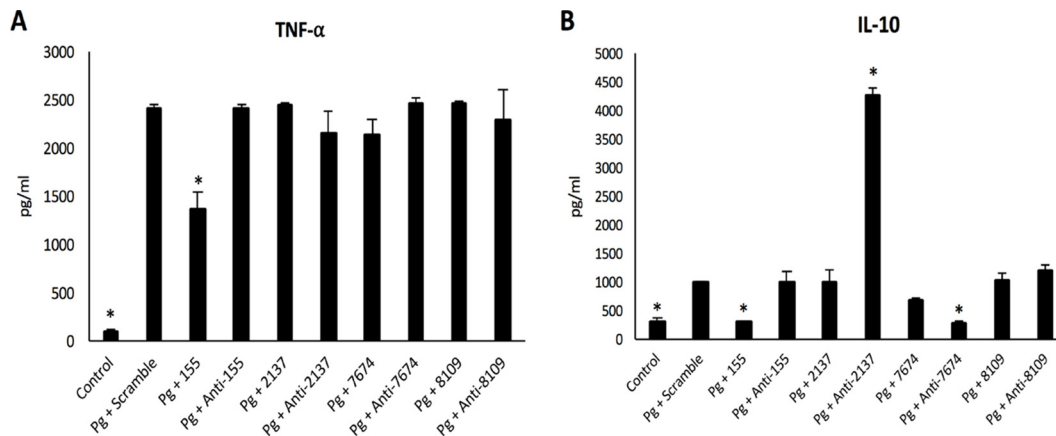 A
TNF-α
3000
2500
2000
1500
1000
500
0
pg/ml
*
*
Control
Pg + Scramble
Pg + 155
Pg + Anti-155
Pg + 2137
Pg + Anti-2137
Pg + 7674
Pg + Anti-7674
Pg + 8109
Pg + Anti-8109
B
IL-10
5000
4500
4000
3500
3000
2500
2000
1500
1000
500
0
pg/ml
*
*
*
*
Control
Pg + Scramble
Pg + 155
Pg + Anti-155
Pg + 2137
Pg + Anti-2137
Pg + 7674
Pg + Anti-7674
Pg + 8109
Pg + Anti-8109